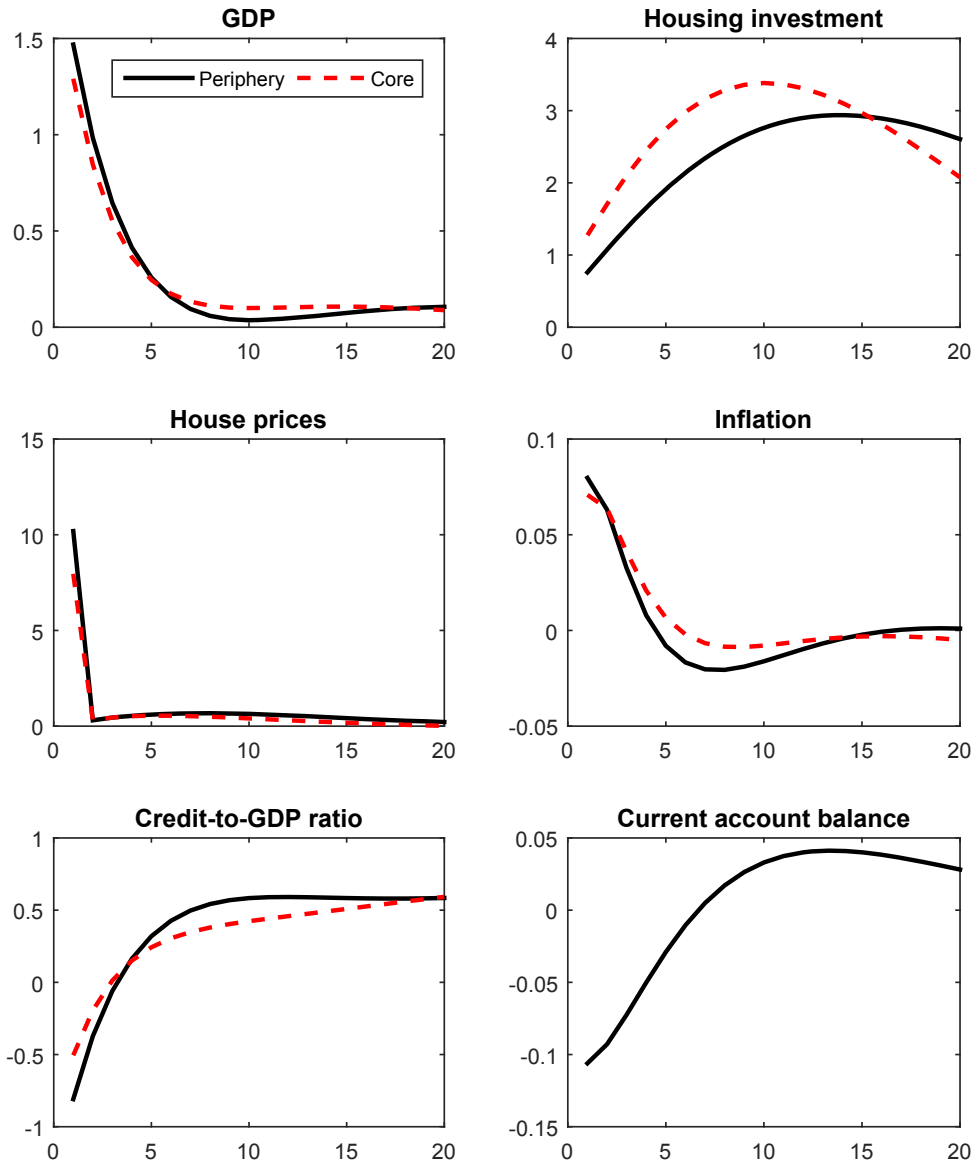 GDP
1.5
1
0.5
0
0 5 10 15 20
Periphery Core
Housing investment
4
3
2
1
0
0 5 10 15 20
House prices
15
10
5
0
0 5 10 15 20
Inflation
0.1
0.05
0
-0.05
0 5 10 15 20
Credit-to-GDP ratio
1
0.5
0
-0.5
-1
0 5 10 15 20
Current account balance
0.05
0
-0.05
-0.1
-0.15
0 5 10 15 20